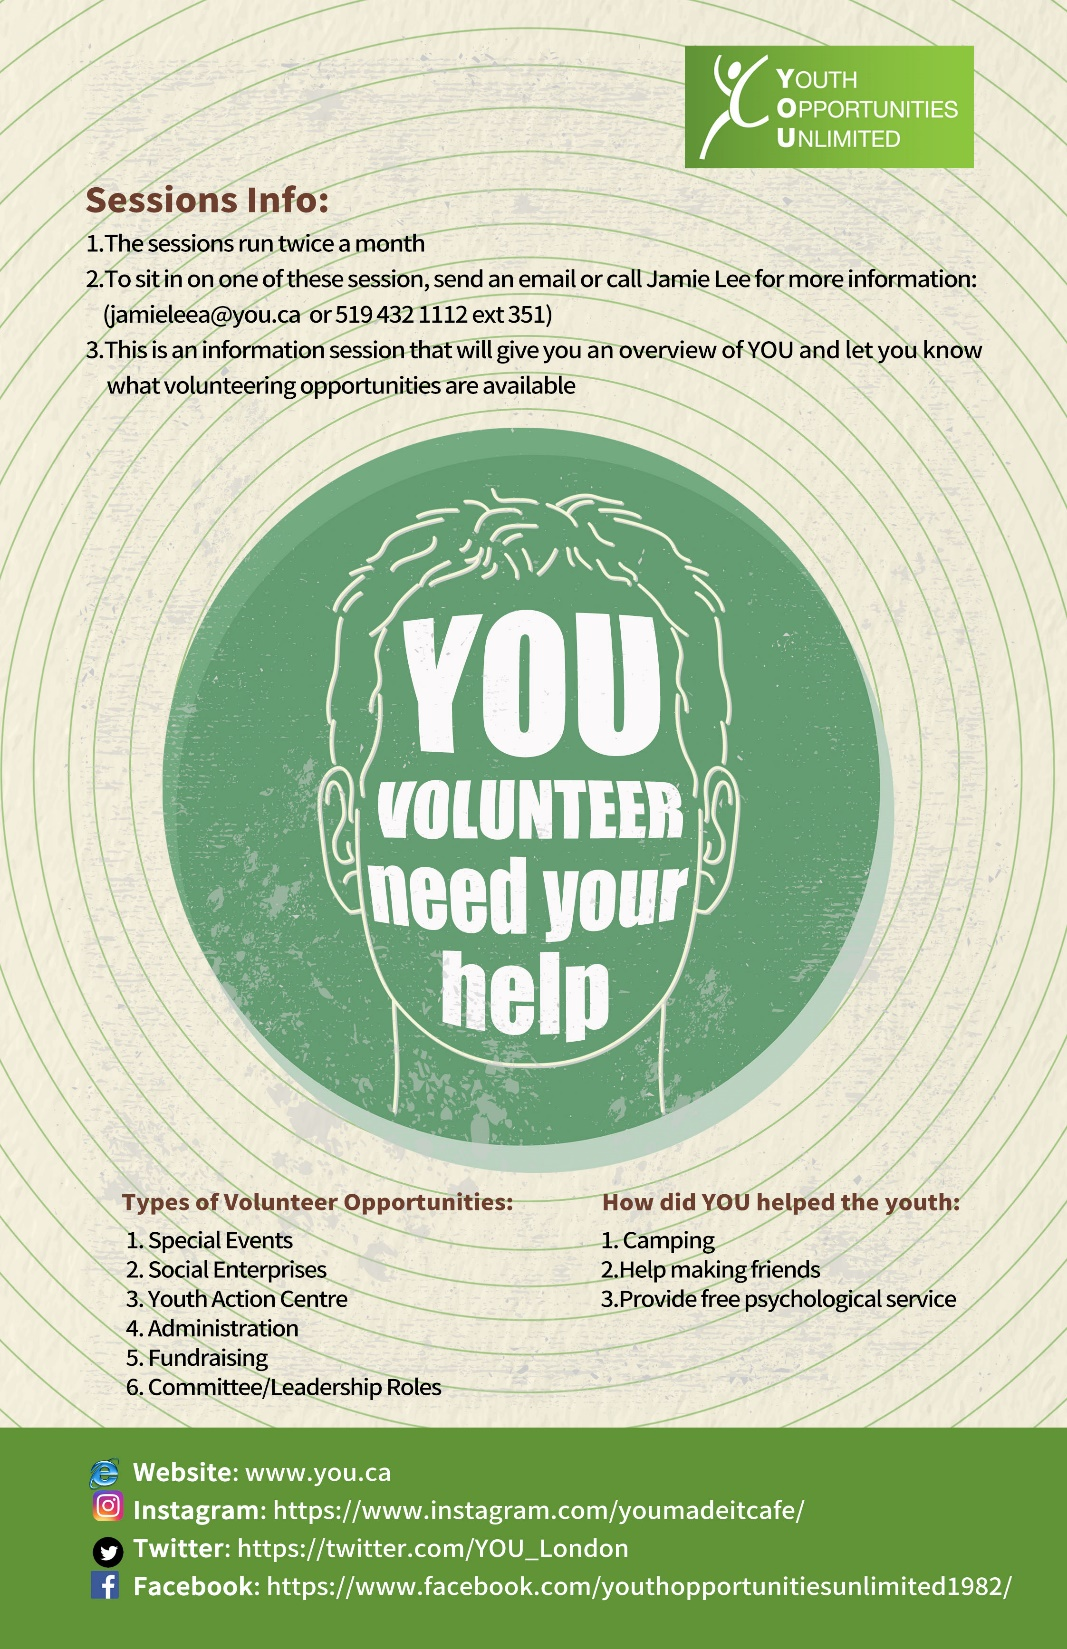 YOUTH
OPPORTUNITIES
UNLIMITED
Sessions Info:
1.The sessions run twice a month
2.To sit in on one of these session, send an email or call Jamie Lee for more information:
(jamieleea@you.ca or 519 432 1112 ext 351)
3.This is an information session that will give you an overview of YOU and let you know
what volunteering opportunities are available
YOU
VOLUNTEER
need your
help
Types of Volunteer Opportunities:
1. Special Events
2. Social Enterprises
3. Youth Action Centre
4. Administration
5. Fundraising
6. Committee/Leadership Roles
How did YOU helped the youth:
1. Camping
2.Help making friends
3.Provide free psychological service
Website: www.you.ca
Instagram: https://www.instagram.com/youmadeitcafe/
Twitter: https://twitter.com/YOU_London
Facebook: https://www.facebook.com/youthopportunitiesunlimited1982/